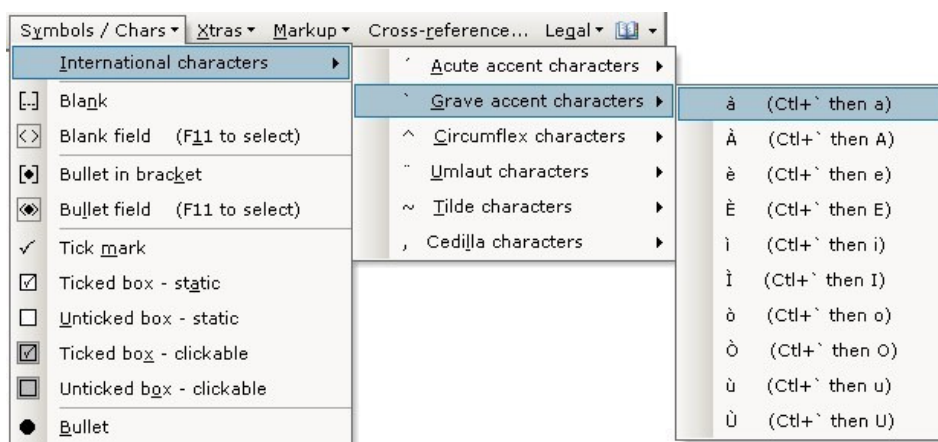 Symbols / Chars Xtras Markup Cross-reference... Legal
International characters
Blank
Blank field (F11 to select)
Bullet in bracket
Bullet field (F11 to select)
Tick mark
Ticked box - static
Unticked box - static
Ticked box - clickable
Unticked box - clickable
Bullet
´ Acute accent characters
` Grave accent characters
^ Circumflex characters
¨ Umlaut characters
~ Tilde characters
, Cedilla characters
à (Ctl+` then a)
À (Ctl+` then A)
è (Ctl+` then e)
È (Ctl+` then E)
ì (Ctl+` then i)
Ì (Ctl+` then I)
ò (Ctl+` then o)
Ò (Ctl+` then O)
ù (Ctl+` then u)
Ù (Ctl+` then U)